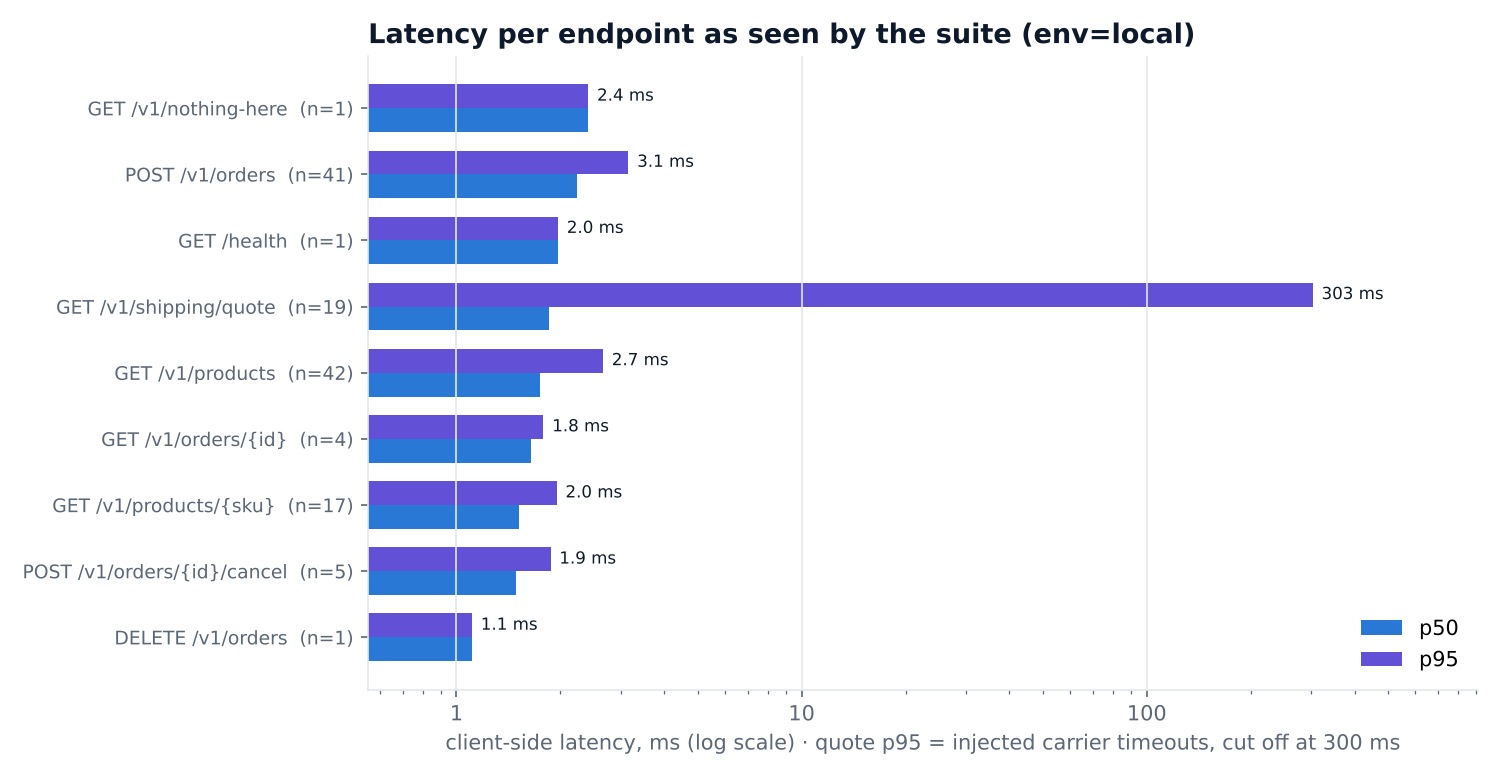 Latency per endpoint as seen by the suite (env=local)
GET /v1/nothing-here (n=1)
2.4 ms
POST /v1/orders (n=41)
3.1 ms
GET /health (n=1)
2.0 ms
GET /v1/shipping/quote (n=19)
303 ms
GET /v1/products (n=42)
2.7 ms
GET /v1/orders/{id} (n=4)
1.8 ms
GET /v1/products/{sku} (n=17)
2.0 ms
POST /v1/orders/{id}/cancel (n=5)
1.9 ms
DELETE /v1/orders (n=1)
1.1 ms
p50
p95
1 10 100
client-side latency, ms (log scale) · quote p95 = injected carrier timeouts, cut off at 300 ms